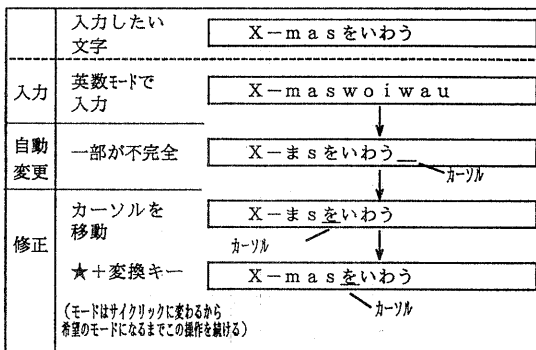 入力したい
文字
X－masをいわう
入力
英数モードで
入力
X－maswoiwau
自動
変更
一部が不完全
X－まsをいわう
カーソル
修正
カーソルを
移動
X－まsをいわう
カーソル
★＋変換キー
X－masをいわう
カーソル
(モードはサイクリックに変わるから
希望のモードになるまでこの操作を続ける)